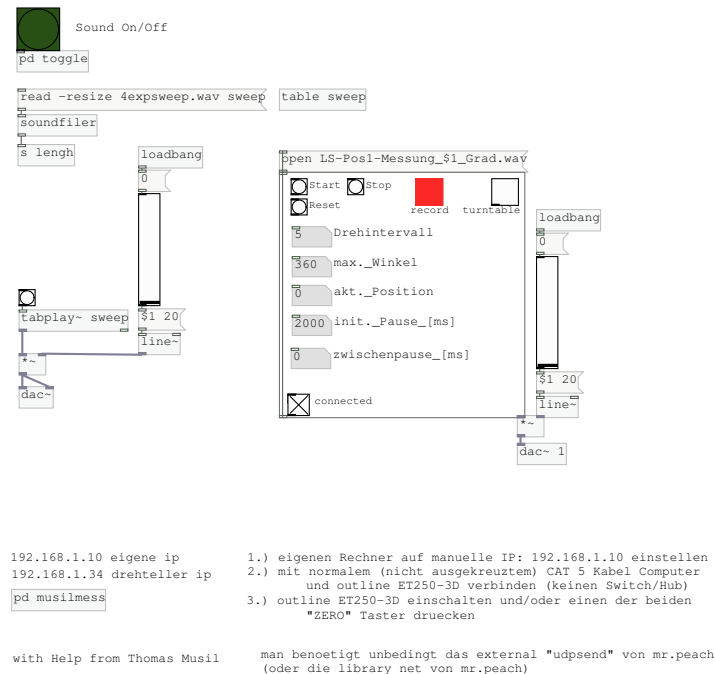 Sound On/Off
pd toggle
read -resize 4expsweep.wav sweep
table sweep
soundfiler
s lengh
loadbang
0
open LS-Pos1-Messung_$1_Grad.wav
Start
Stop
Reset
record
turntable
5 Drehintervall
360 max._Winkel
0 akt._Position
2000 init._Pause_[ms]
0 zwischenpause_[ms]
connected
loadbang
0
tabplay~ sweep
$1 20
line~
*~
dac~
$1 20
line~
*~
dac~ 1
192.168.1.10 eigene ip
192.168.1.34 drehteller ip
pd musilmess
1.) eigenen Rechner auf manuelle IP: 192.168.1.10 einstellen
2.) mit normalem (nicht ausgekreuztem) CAT 5 Kabel Computer
und outline ET250-3D verbinden (keinen Switch/Hub)
3.) outline ET250-3D einschalten und/oder einen der beiden
"ZERO" Taster druecken
with Help from Thomas Musil
man benoetigt unbedingt das external "udpsend" von mr.peach
(oder die library net von mr.peach)